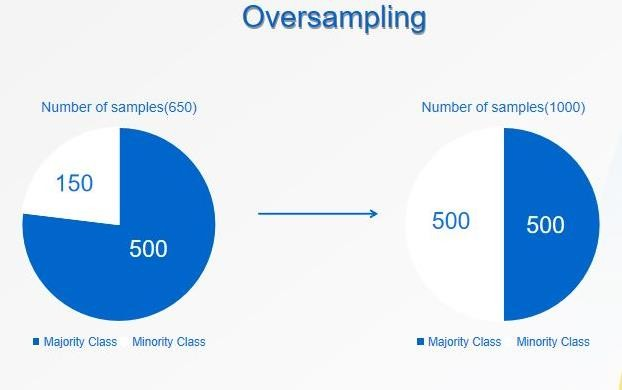 Oversampling
Number of samples(650)
150
500
Majority Class Minority Class
Number of samples(1000)
500
500
Majority Class Minority Class